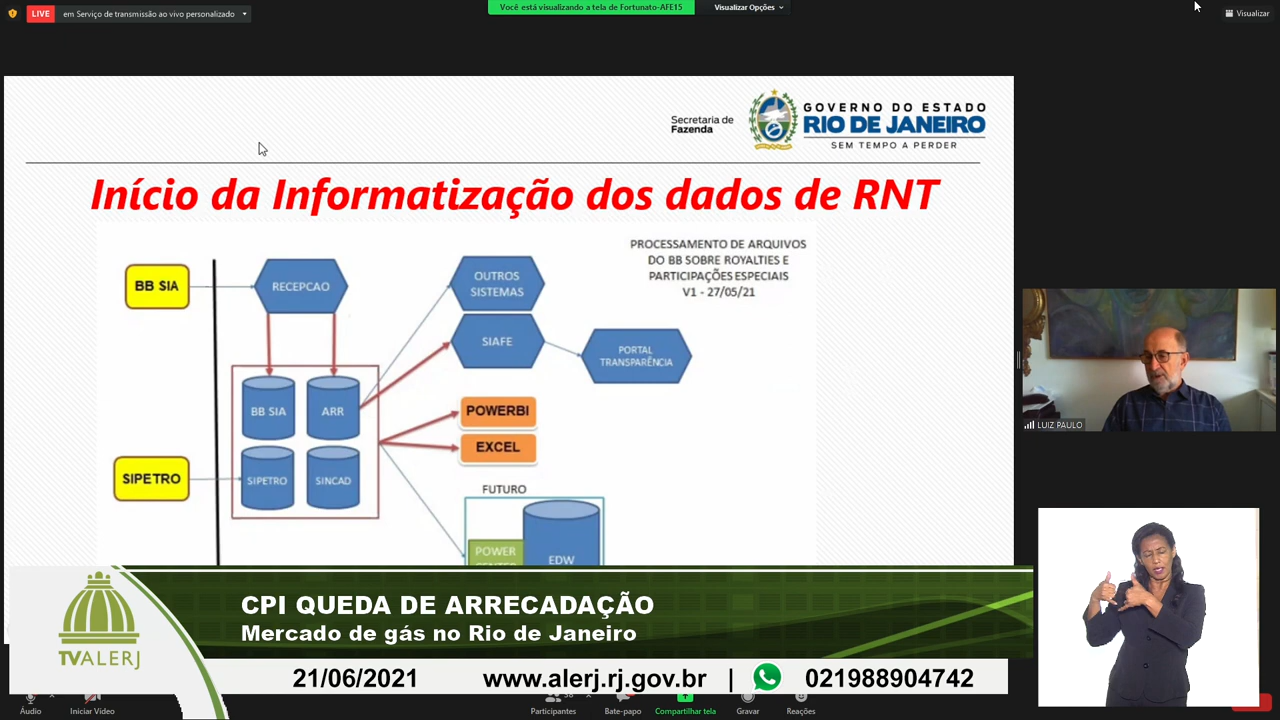 LIVE em Serviço de transmissão ao vivo personalizado
Você está visualizando a tela de Fortunato-AFE15
Visualizar Opções
Visualizar
Secretaria de
Fazenda
GOVERNO DO ESTADO
RIO DE JANEIRO
SEM TEMPO A PERDER
Início da Informatização dos dados de RNT
PROCESSAMENTO DE ARQUIVOS
DO BB SOBRE ROYALTIES E
PARTICIPAÇÕES ESPECIAIS
V1 - 27/05/21
BB SIA
RECEPCAO
OUTROS
SISTEMAS
SIAFE
PORTAL
TRANSPARÊNCIA
BB SIA
ARR
POWERBI
EXCEL
SIPETRO
SIPETRO
SINCAD
FUTURO
POWER
EDW
LUIZ PAULO
TVALERJ
CPI QUEDA DE ARRECADAÇÃO
Mercado de gás no Rio de Janeiro
21/06/2021 www.alerj.rj.gov.br | 021988904742
Áudio
Iniciar Vídeo
Participantes
Bate-papo
Compartilhar tela
Gravar
Reações